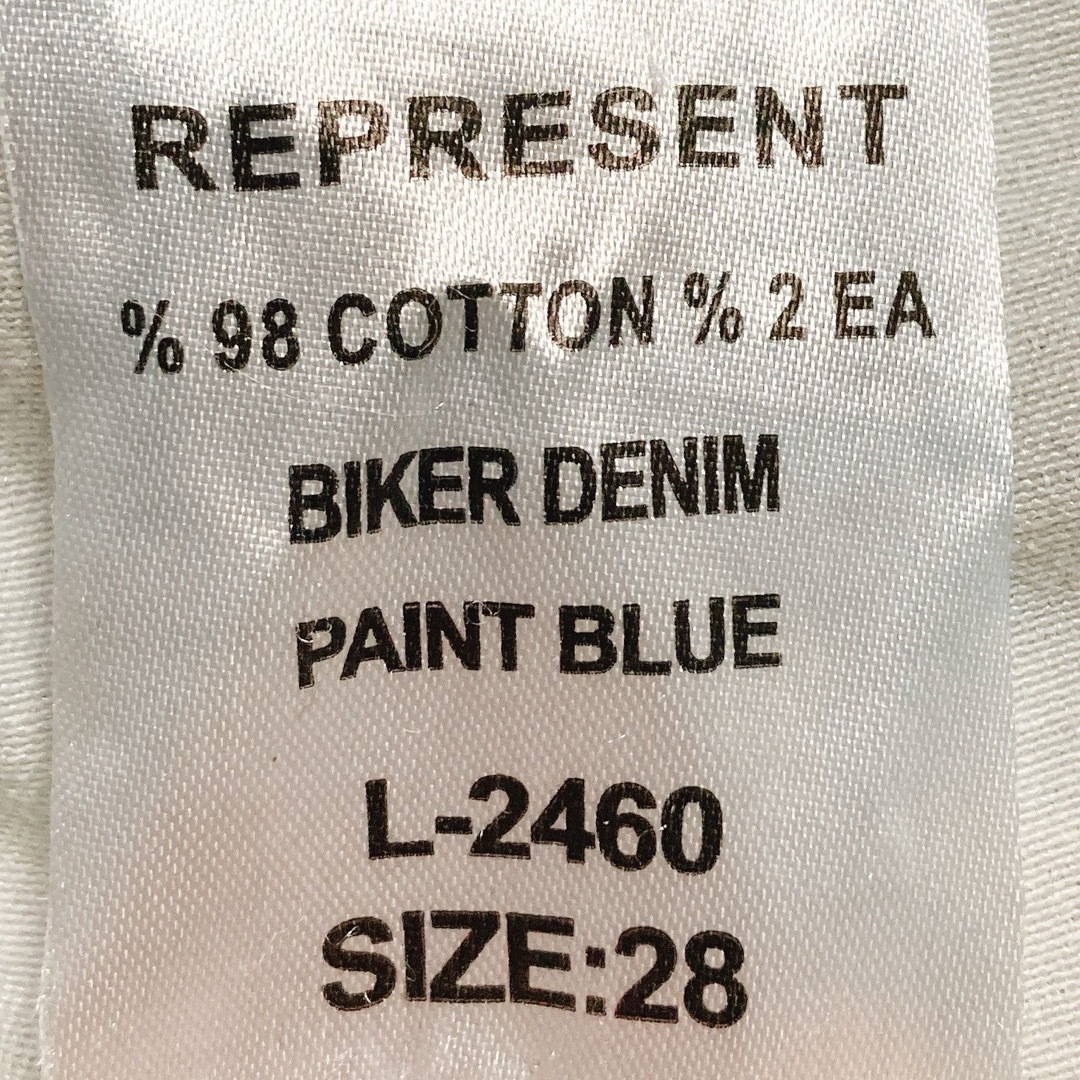 REPRESENT
% 98 COTTON % 2 EA
BIKER DENIM
PAINT BLUE
L-2460
SIZE:28